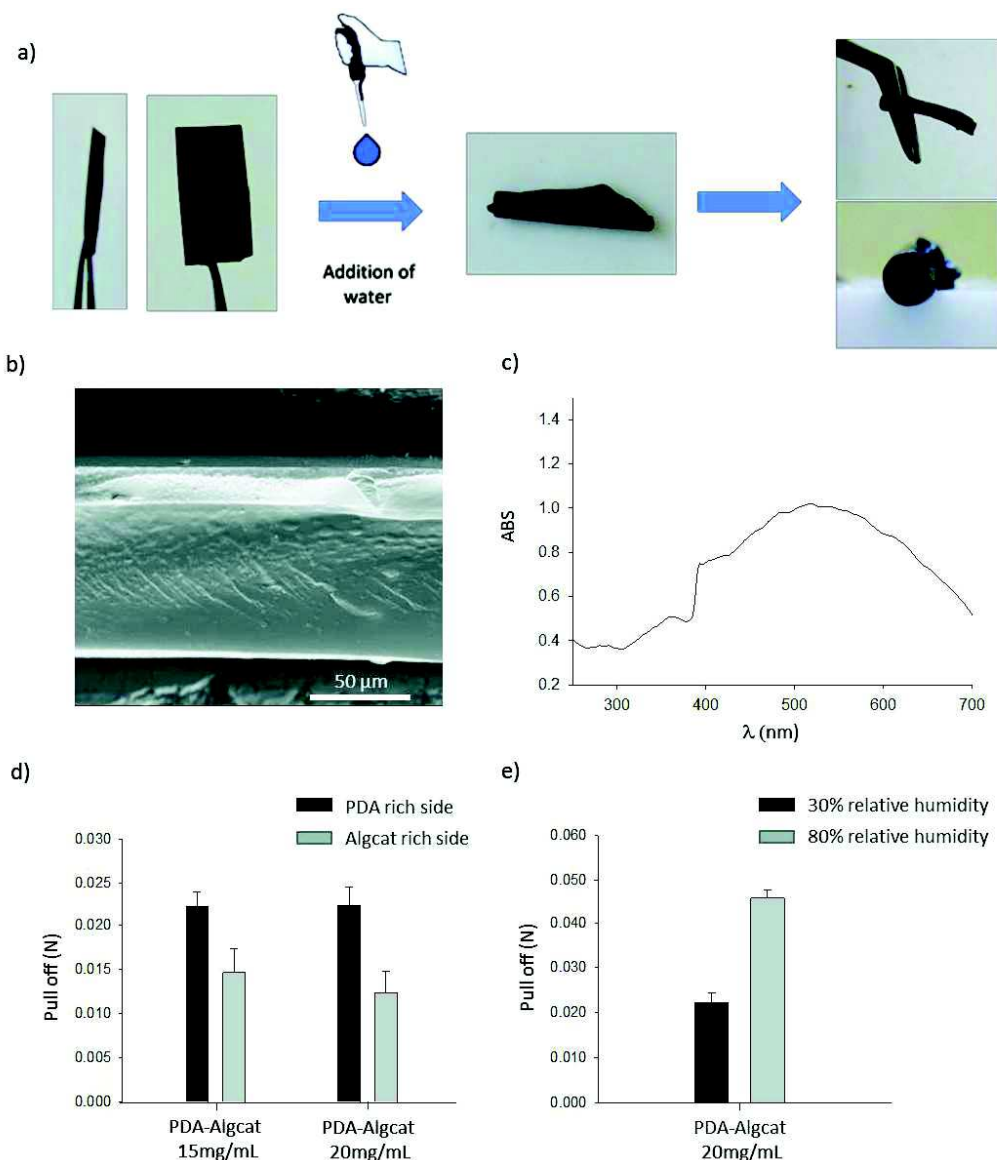 a)
Addition of
water
b)
50 µm
c)
1.4
1.2
1.0
0.8
0.6
0.4
0.2
ABS
300
400
500
600
700
λ (nm)
d)
PDA rich side
Algcat rich side
0.030
0.025
0.020
0.015
0.010
0.005
0.000
Pull off (N)
PDA-Algcat
15mg/mL
PDA-Algcat
20mg/mL
e)
30% relative humidity
80% relative humidity
0.060
0.050
0.040
0.030
0.020
0.010
0.000
Pull off (N)
PDA-Algcat
20mg/mL